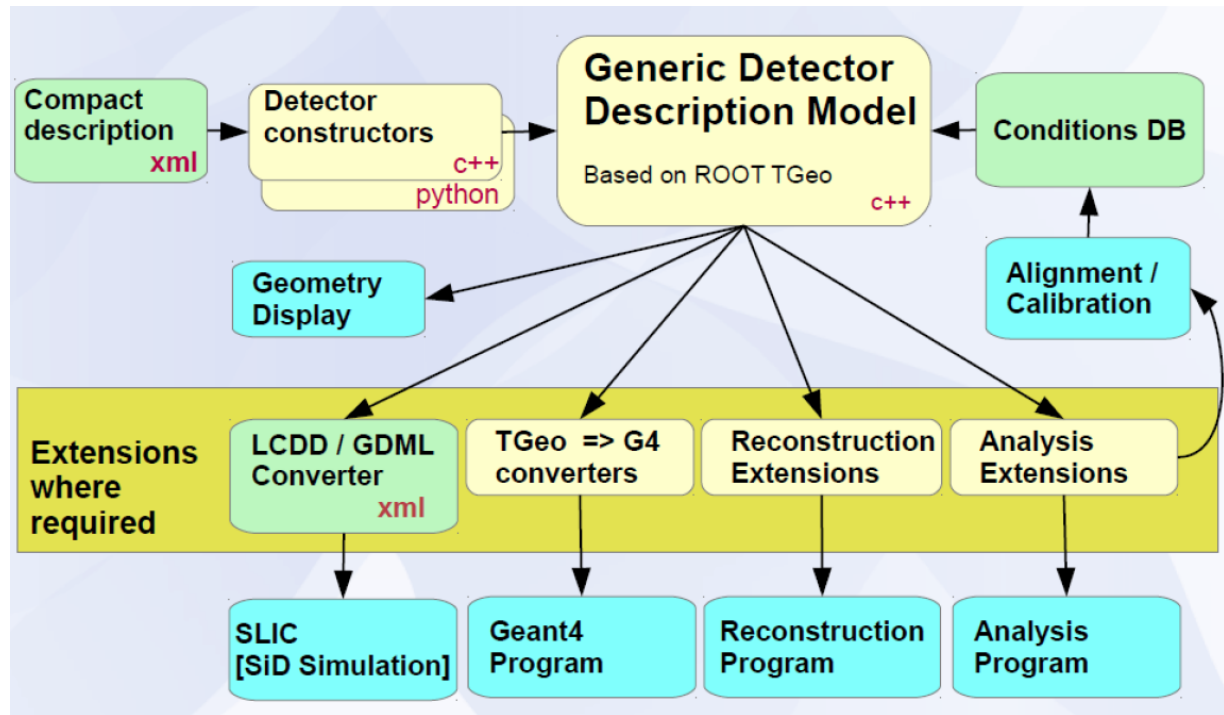 Compact
description
xml
Detector
constructors
c++
python
Generic Detector
Description Model
Based on ROOT TGeo
c++
Conditions DB
Geometry
Display
Alignment /
Calibration
Extensions
where
required
LCDD / GDML
Converter
xml
TGeo => G4
converters
Reconstruction
Extensions
Analysis
Extensions
SLIC
[SiD Simulation]
Geant4
Program
Reconstruction
Program
Analysis
Program